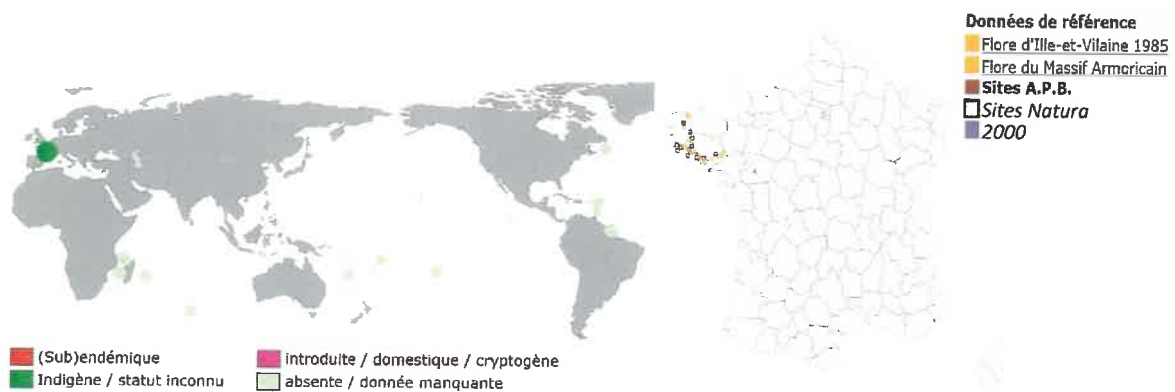 Données de référence
Flore d'Ille-et-Vilaine 1985
Flore du Massif Armoricain
Sites A.P.B.
Sites Natura
2000
(Sub)endémique
introduite / domestique / cryptogène
Indigène / statut inconnu
absente / donnée manquante